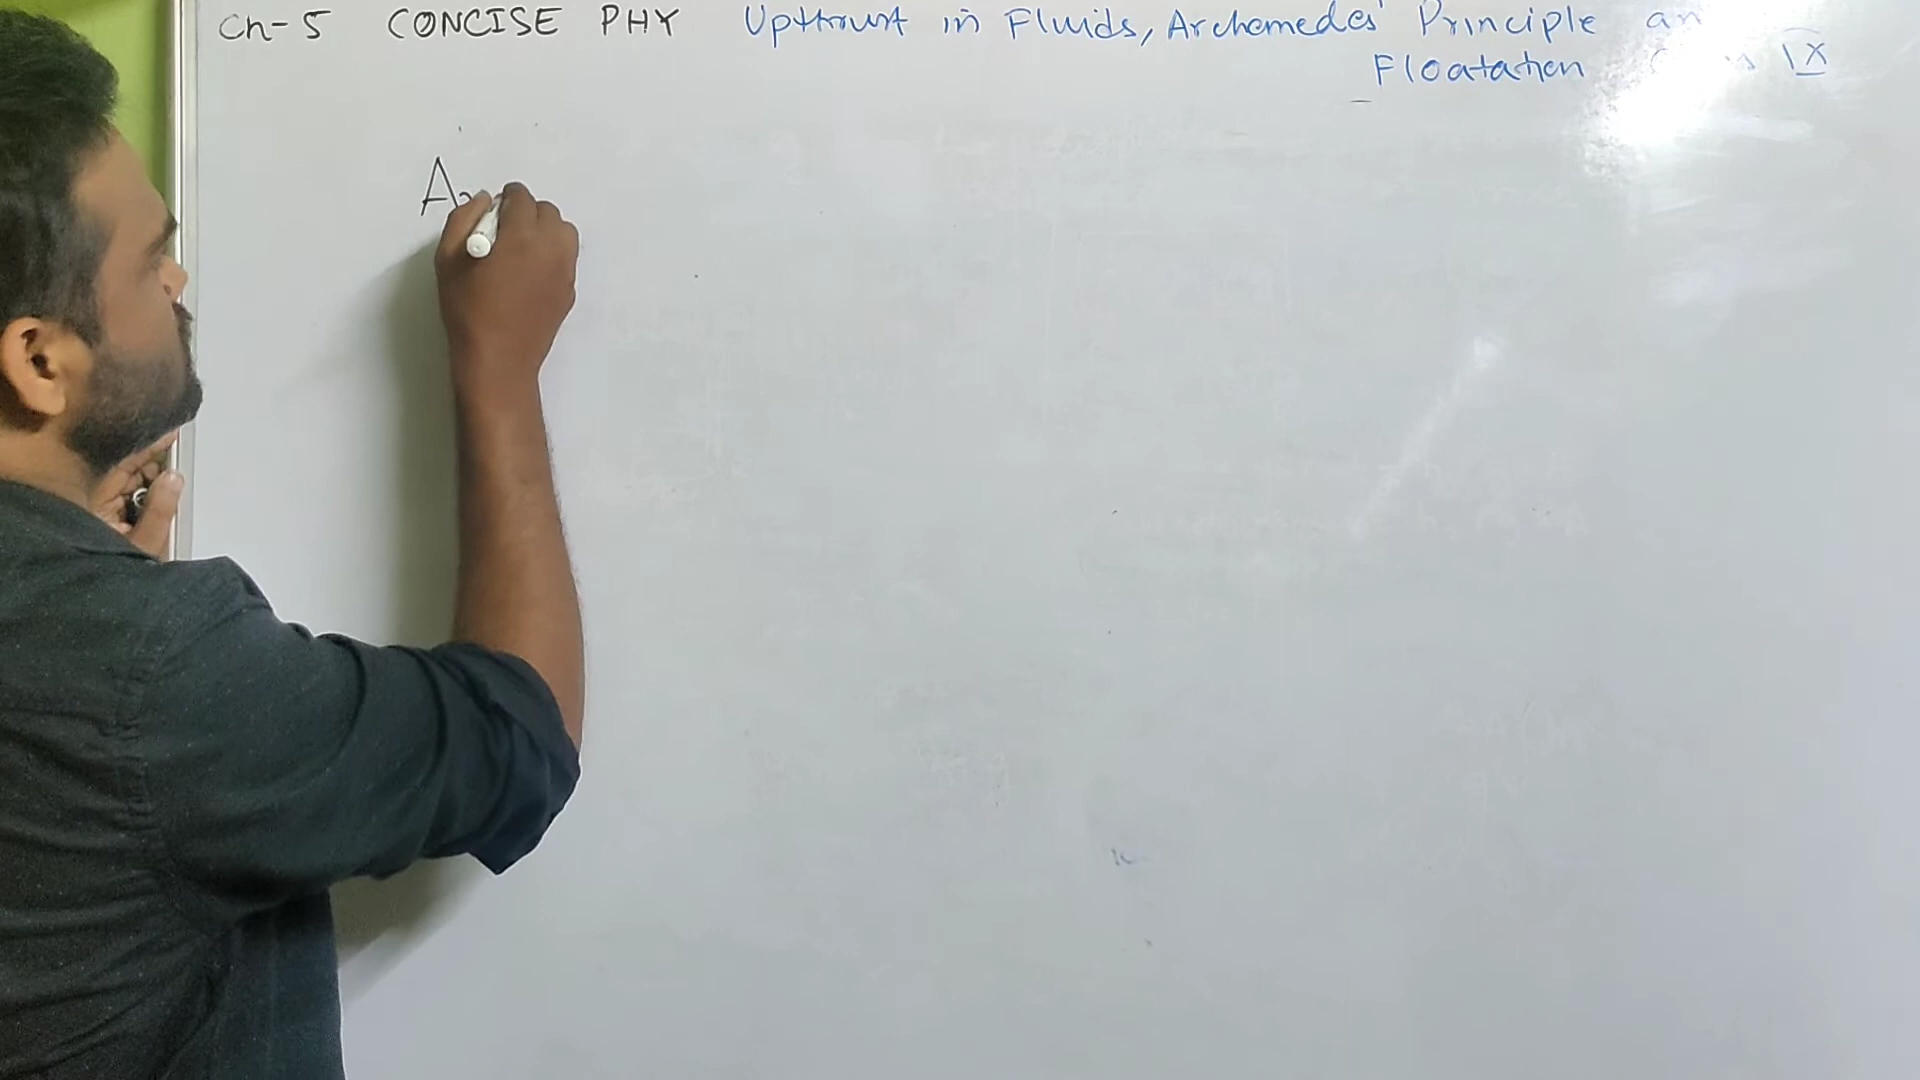 Ch-5 CONCISE PHY Upthrust in Fluids, Archemedes' Principle an
Floatation IX
A